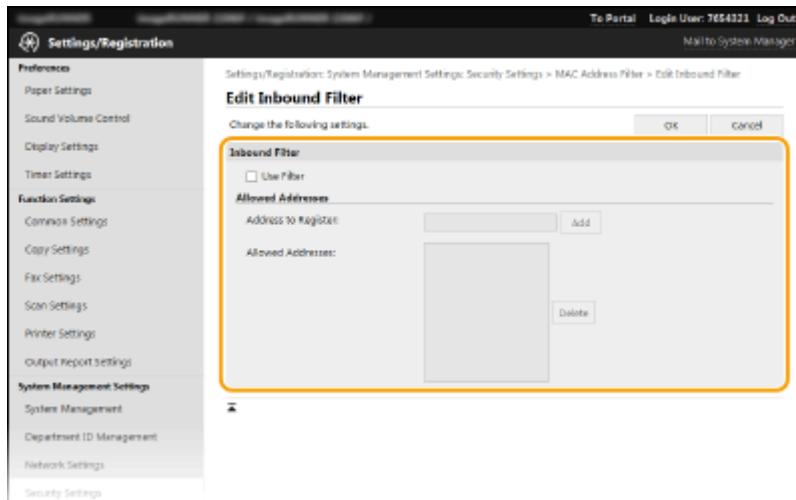 To Portal Login User: 7654321 Log Out
Settings/Registration
Mail to System Manager
Preferences
Paper Settings
Sound Volume Control
Display Settings
Timer Settings
Function Settings
Common Settings
Copy Settings
Fax Settings
Scan Settings
Printer Settings
Output Report Settings
System Management Settings
System Management
Department ID Management
Network Settings
Security Settings
Settings/Registration: System Management Settings: Security Settings > MAC Address Filter > Edit Inbound Filter
Edit Inbound Filter
Change the following settings.
OK
Cancel
Inbound Filter
Use Filter
Allowed Addresses
Address to Register:
Add
Allowed Addresses:
Delete